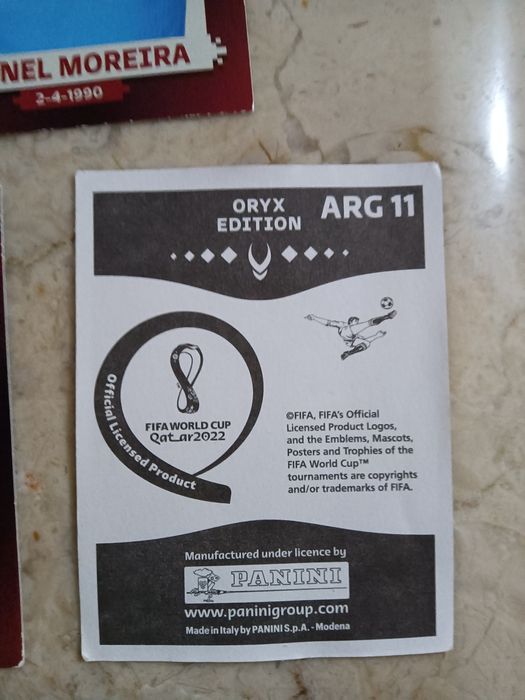 NEL MOREIRA
2-4-1990
ORYX
EDITION
ARG 11
Official Licensed Product
FIFA WORLD CUP
Qat_ar2022
©FIFA, FIFA's Official
Licensed Product Logos,
and the Emblems, Mascots,
Posters and Trophies of the
FIFA World Cup™
tournaments are copyrights
and/or trademarks of FIFA.
Manufactured under licence by
PANINI
www.paninigroup.com
Made in Italy by PANINI S.p.A. - Modena